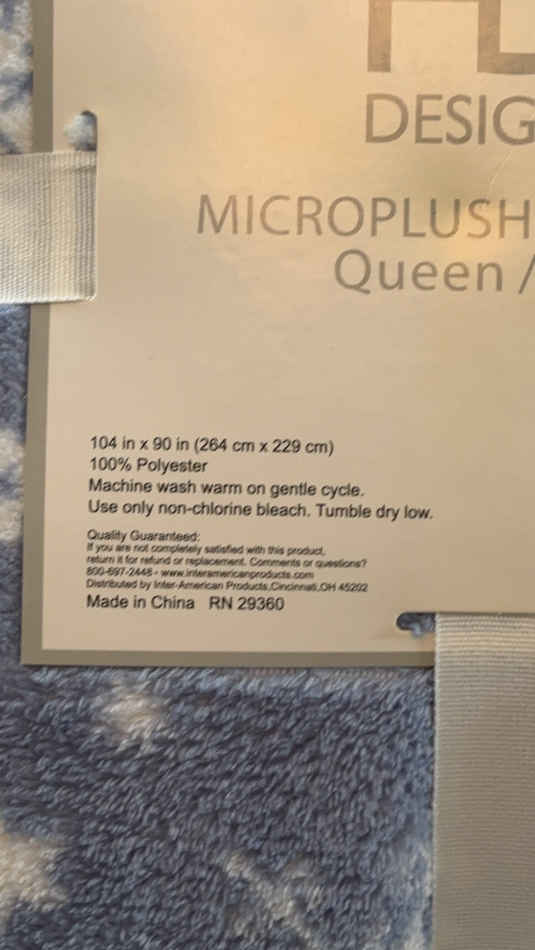 DESIG
MICROPLUSH
Queen /
104 in x 90 in (264 cm x 229 cm)
100% Polyester
Machine wash warm on gentle cycle.
Use only non-chlorine bleach. Tumble dry low.
Quality Guaranteed:
If you are not completely satisfied with this product,
return it for refund or replacement. Comments or questions?
800-697-2448 - www.interamericanproducts.com
Distributed by Inter-American Products,Cincinnati,OH 45202
Made in China RN 29360